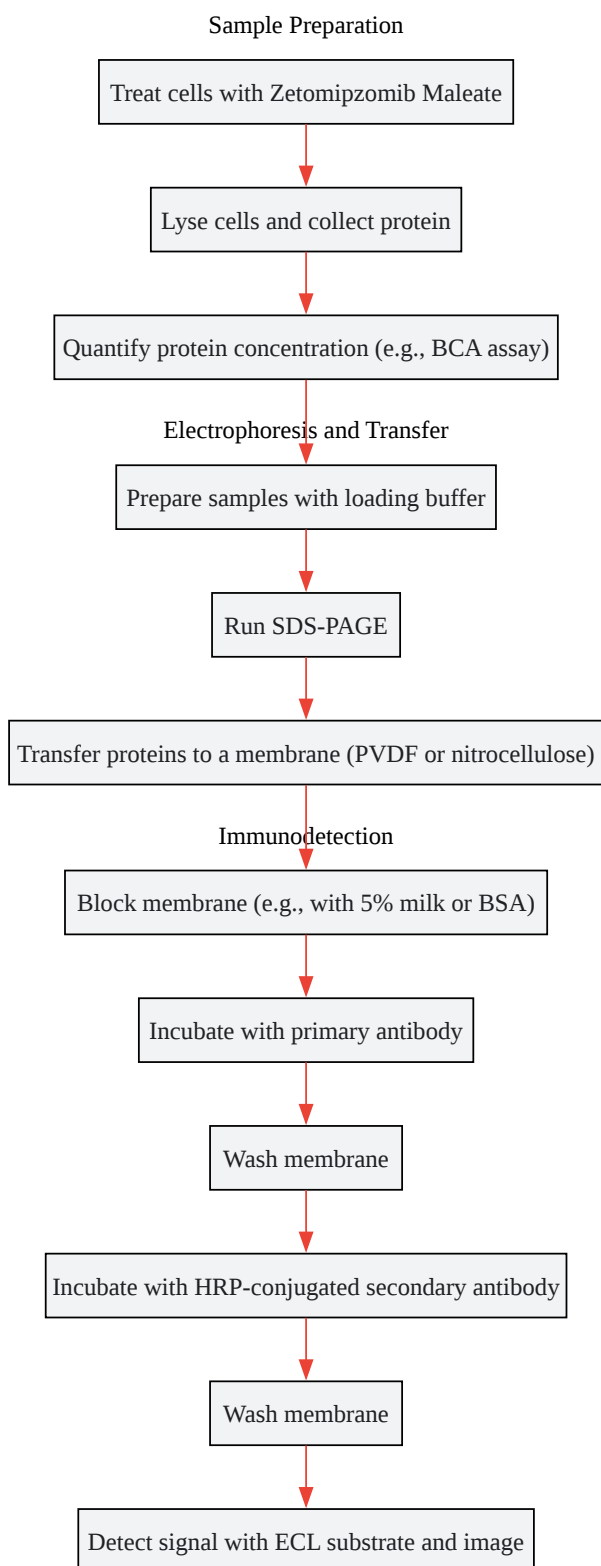 Sample Preparation
Treat cells with Zetomipzomib Maleate
Lyse cells and collect protein
Quantify protein concentration (e.g., BCA assay)
Electrophoresis and Transfer
Prepare samples with loading buffer
Run SDS-PAGE
Transfer proteins to a membrane (PVDF or nitrocellulose)
Immunodetection
Block membrane (e.g., with 5% milk or BSA)
Incubate with primary antibody
Wash membrane
Incubate with HRP-conjugated secondary antibody
Wash membrane
Detect signal with ECL substrate and image